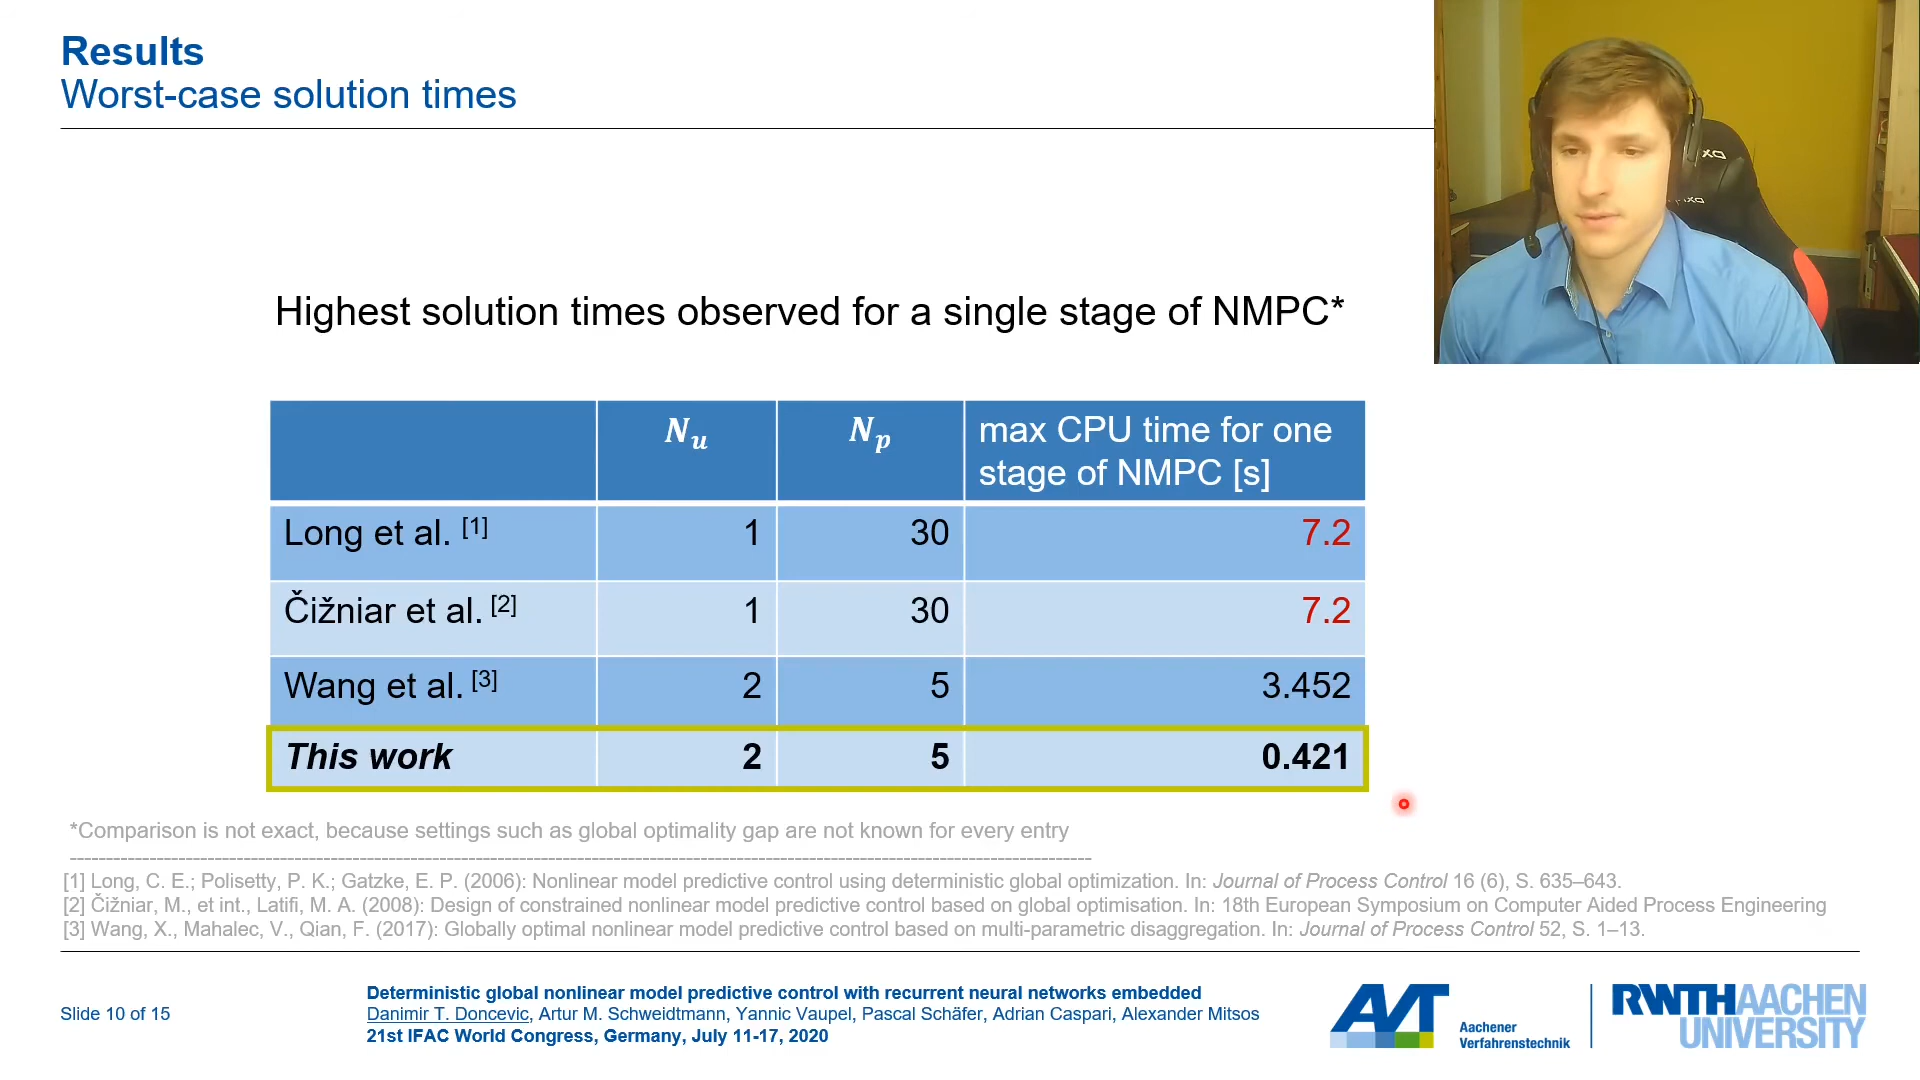 Results
Worst-case solution times
Highest solution times observed for a single stage of NMPC*
N_u N_p max CPU time for one
stage of NMPC [s]
Long et al. [1] 1 30 7.2
Čižniar et al. [2] 1 30 7.2
Wang et al. [3] 2 5 3.452
This work 2 5 0.421
*Comparison is not exact, because settings such as global optimality gap are not known for every entry
[1] Long, C. E.; Polisetty, P. K.; Gatzke, E. P. (2006): Nonlinear model predictive control using deterministic global optimization. In: Journal of Process Control 16 (6), S. 635–643.
[2] Čižniar, M., et int., Latifi, M. A. (2008): Design of constrained nonlinear model predictive control based on global optimisation. In: 18th European Symposium on Computer Aided Process Engineering
[3] Wang, X., Mahalec, V., Qian, F. (2017): Globally optimal nonlinear model predictive control based on multi-parametric disaggregation. In: Journal of Process Control 52, S. 1–13.
Slide 10 of 15
Deterministic global nonlinear model predictive control with recurrent neural networks embedded
Danimir T. Doncevic, Artur M. Schweidtmann, Yannic Vaupel, Pascal Schäfer, Adrian Caspari, Alexander Mitsos
21st IFAC World Congress, Germany, July 11-17, 2020
AVT
Aachener
Verfahrenstechnik
RWTH AACHEN
UNIVERSITY